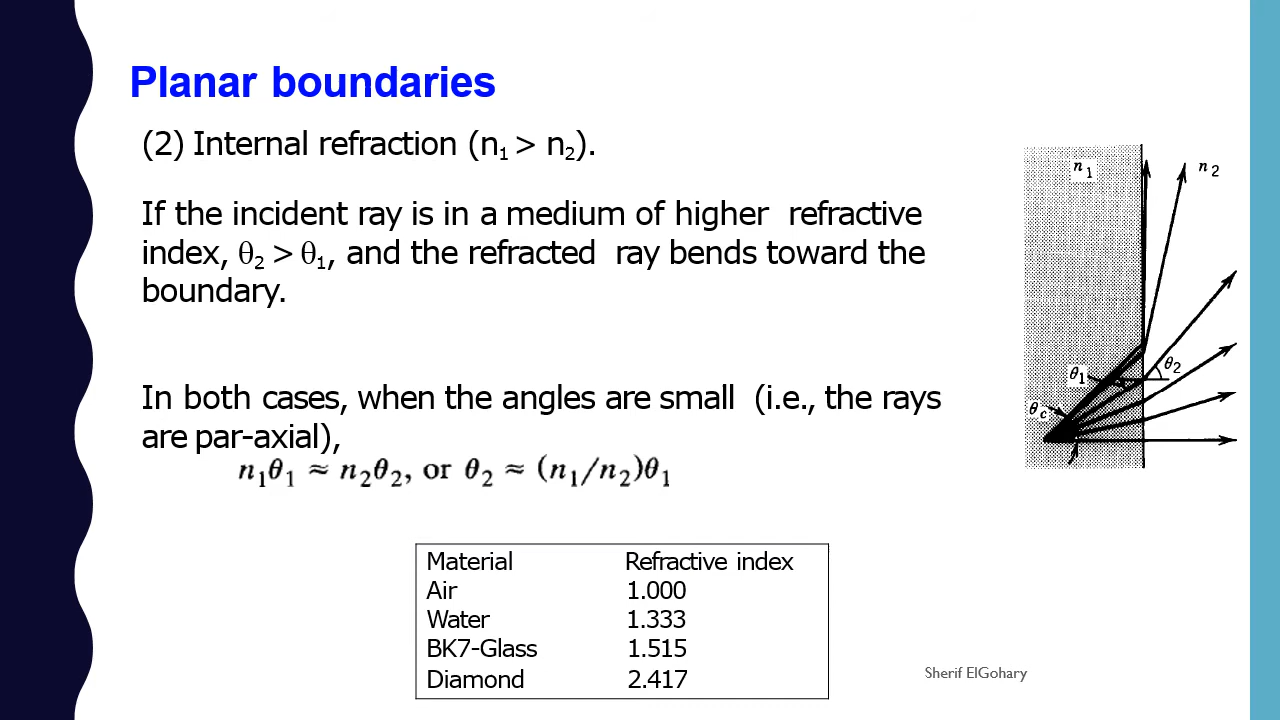 Planar boundaries
(2) Internal refraction (n₁ > n₂).
If the incident ray is in a medium of higher refractive
index, θ₂ > θ₁, and the refracted ray bends toward the
boundary.
In both cases, when the angles are small (i.e., the rays
are par-axial),
n₁θ₁ ≈ n₂θ₂, or θ₂ ≈ (n₁/n₂)θ₁
n₁ n₂
θ₁ θ₂
θc
Material Refractive index
Air 1.000
Water 1.333
BK7-Glass 1.515
Diamond 2.417
Sherif ElGohary